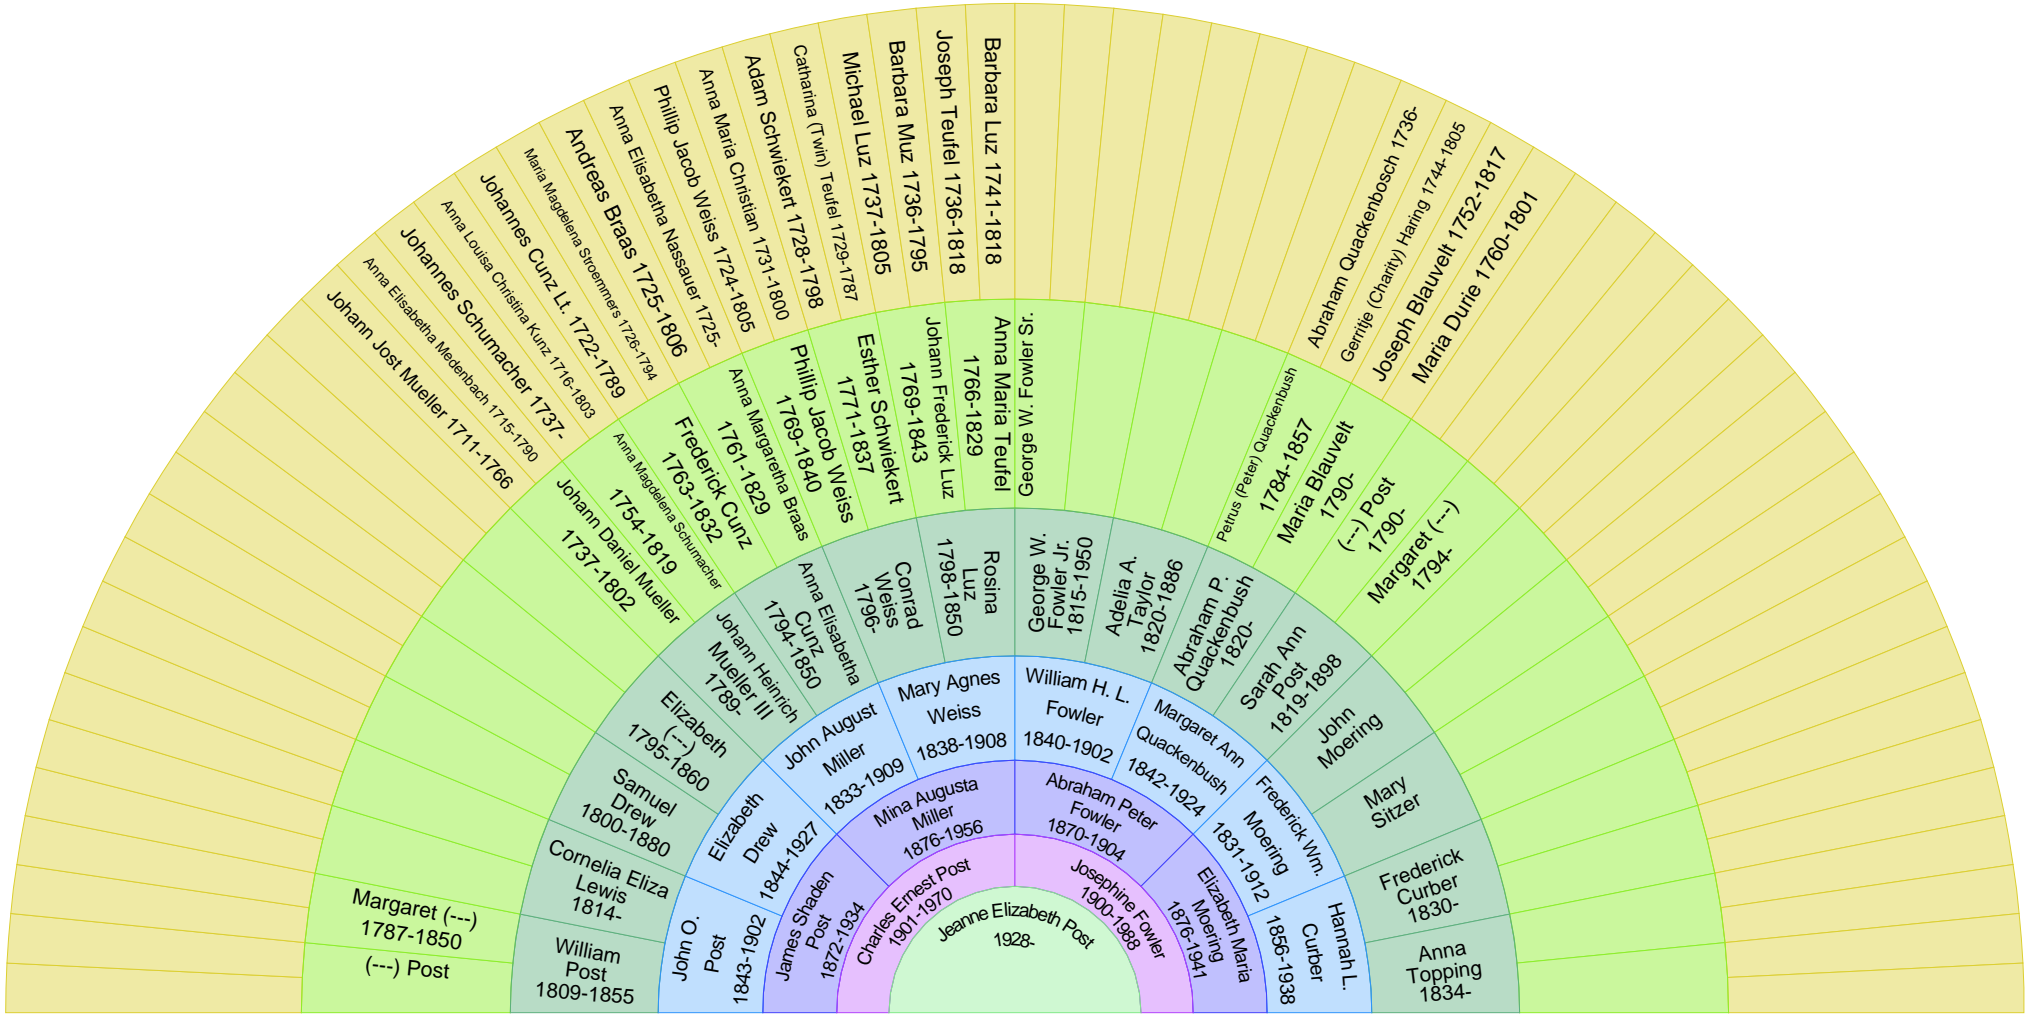 Jeanne Elizabeth Post
1928-
Charles Ernest Post
1901-1970
Josephine Fowler
1900-1988
James Shaden
Post
1872-1934
Mina Augusta
Miller
1876-1956
Abraham Peter
Fowler
1870-1904
Elizabeth Maria
Moering
1876-1941
John O.
Post
1843-1902
Elizabeth
Drew
1844-1927
John August
Miller
1833-1909
Mary Agnes
Weiss
1838-1908
William H. L.
Fowler
1840-1902
Margaret Ann
Quackenbush
1842-1924
Frederick Wm.
Moering
1831-1912
Hannah L.
Curber
1856-1938
William
Post
1809-1855
Cornelia Eliza
Lewis
1814-
Samuel
Drew
1800-1880
Elizabeth
(---)
1795-1860
Johann Heinrich
Mueller III
1789-
Anna Elisabetha
Cunz
1794-1850
Conrad
Weiss
1796-
Rosina
Luz
1798-1850
George W.
Fowler Jr.
1815-1950
Adelia A.
Taylor
1820-1886
Abraham P.
Quackenbush
1820-
Sarah Ann
Post
1819-1898
John
Moering
Mary
Sitzer
Frederick
Curber
1830-
Anna
Topping
1834-
(---) Post
Margaret (---)
1787-1850
Johann Daniel Mueller
1737-1802
Anna Magdelena Schumacher
1754-1819
Frederick Cunz
1763-1832
Anna Margaretha Braas
1761-1829
Phillip Jacob Weiss
1769-1840
Esther Schwiekert
1771-1837
Johann Frederick Luz
1769-1843
Anna Maria Teufel
1766-1829
George W. Fowler Sr.
Petrus (Peter) Quackenbush
1784-1857
Maria Blauvelt
1790-
(---) Post
1790-
Margaret (---)
1794-
Johann Jost Mueller 1711-1766
Anna Elisabetha Medenbach 1715-1790
Johannes Schumacher 1737-
Anna Louisa Christina Kunz 1716-1803
Johannes Cunz Lt. 1722-1789
Maria Magdelena Stroemmers 1726-1794
Andreas Braas 1725-1806
Anna Elisabetha Nassauer 1725-
Phillip Jacob Weiss 1724-1805
Anna Maria Christian 1731-1800
Adam Schwiekert 1728-1798
Catharina (Twin) Teufel 1729-1787
Michael Luz 1737-1805
Barbara Muz 1736-1795
Joseph Teufel 1736-1818
Barbara Luz 1741-1818
Abraham Quackenbosch 1736-
Gerritje (Charity) Haring 1744-1805
Joseph Blauvelt 1752-1817
Maria Durie 1760-1801